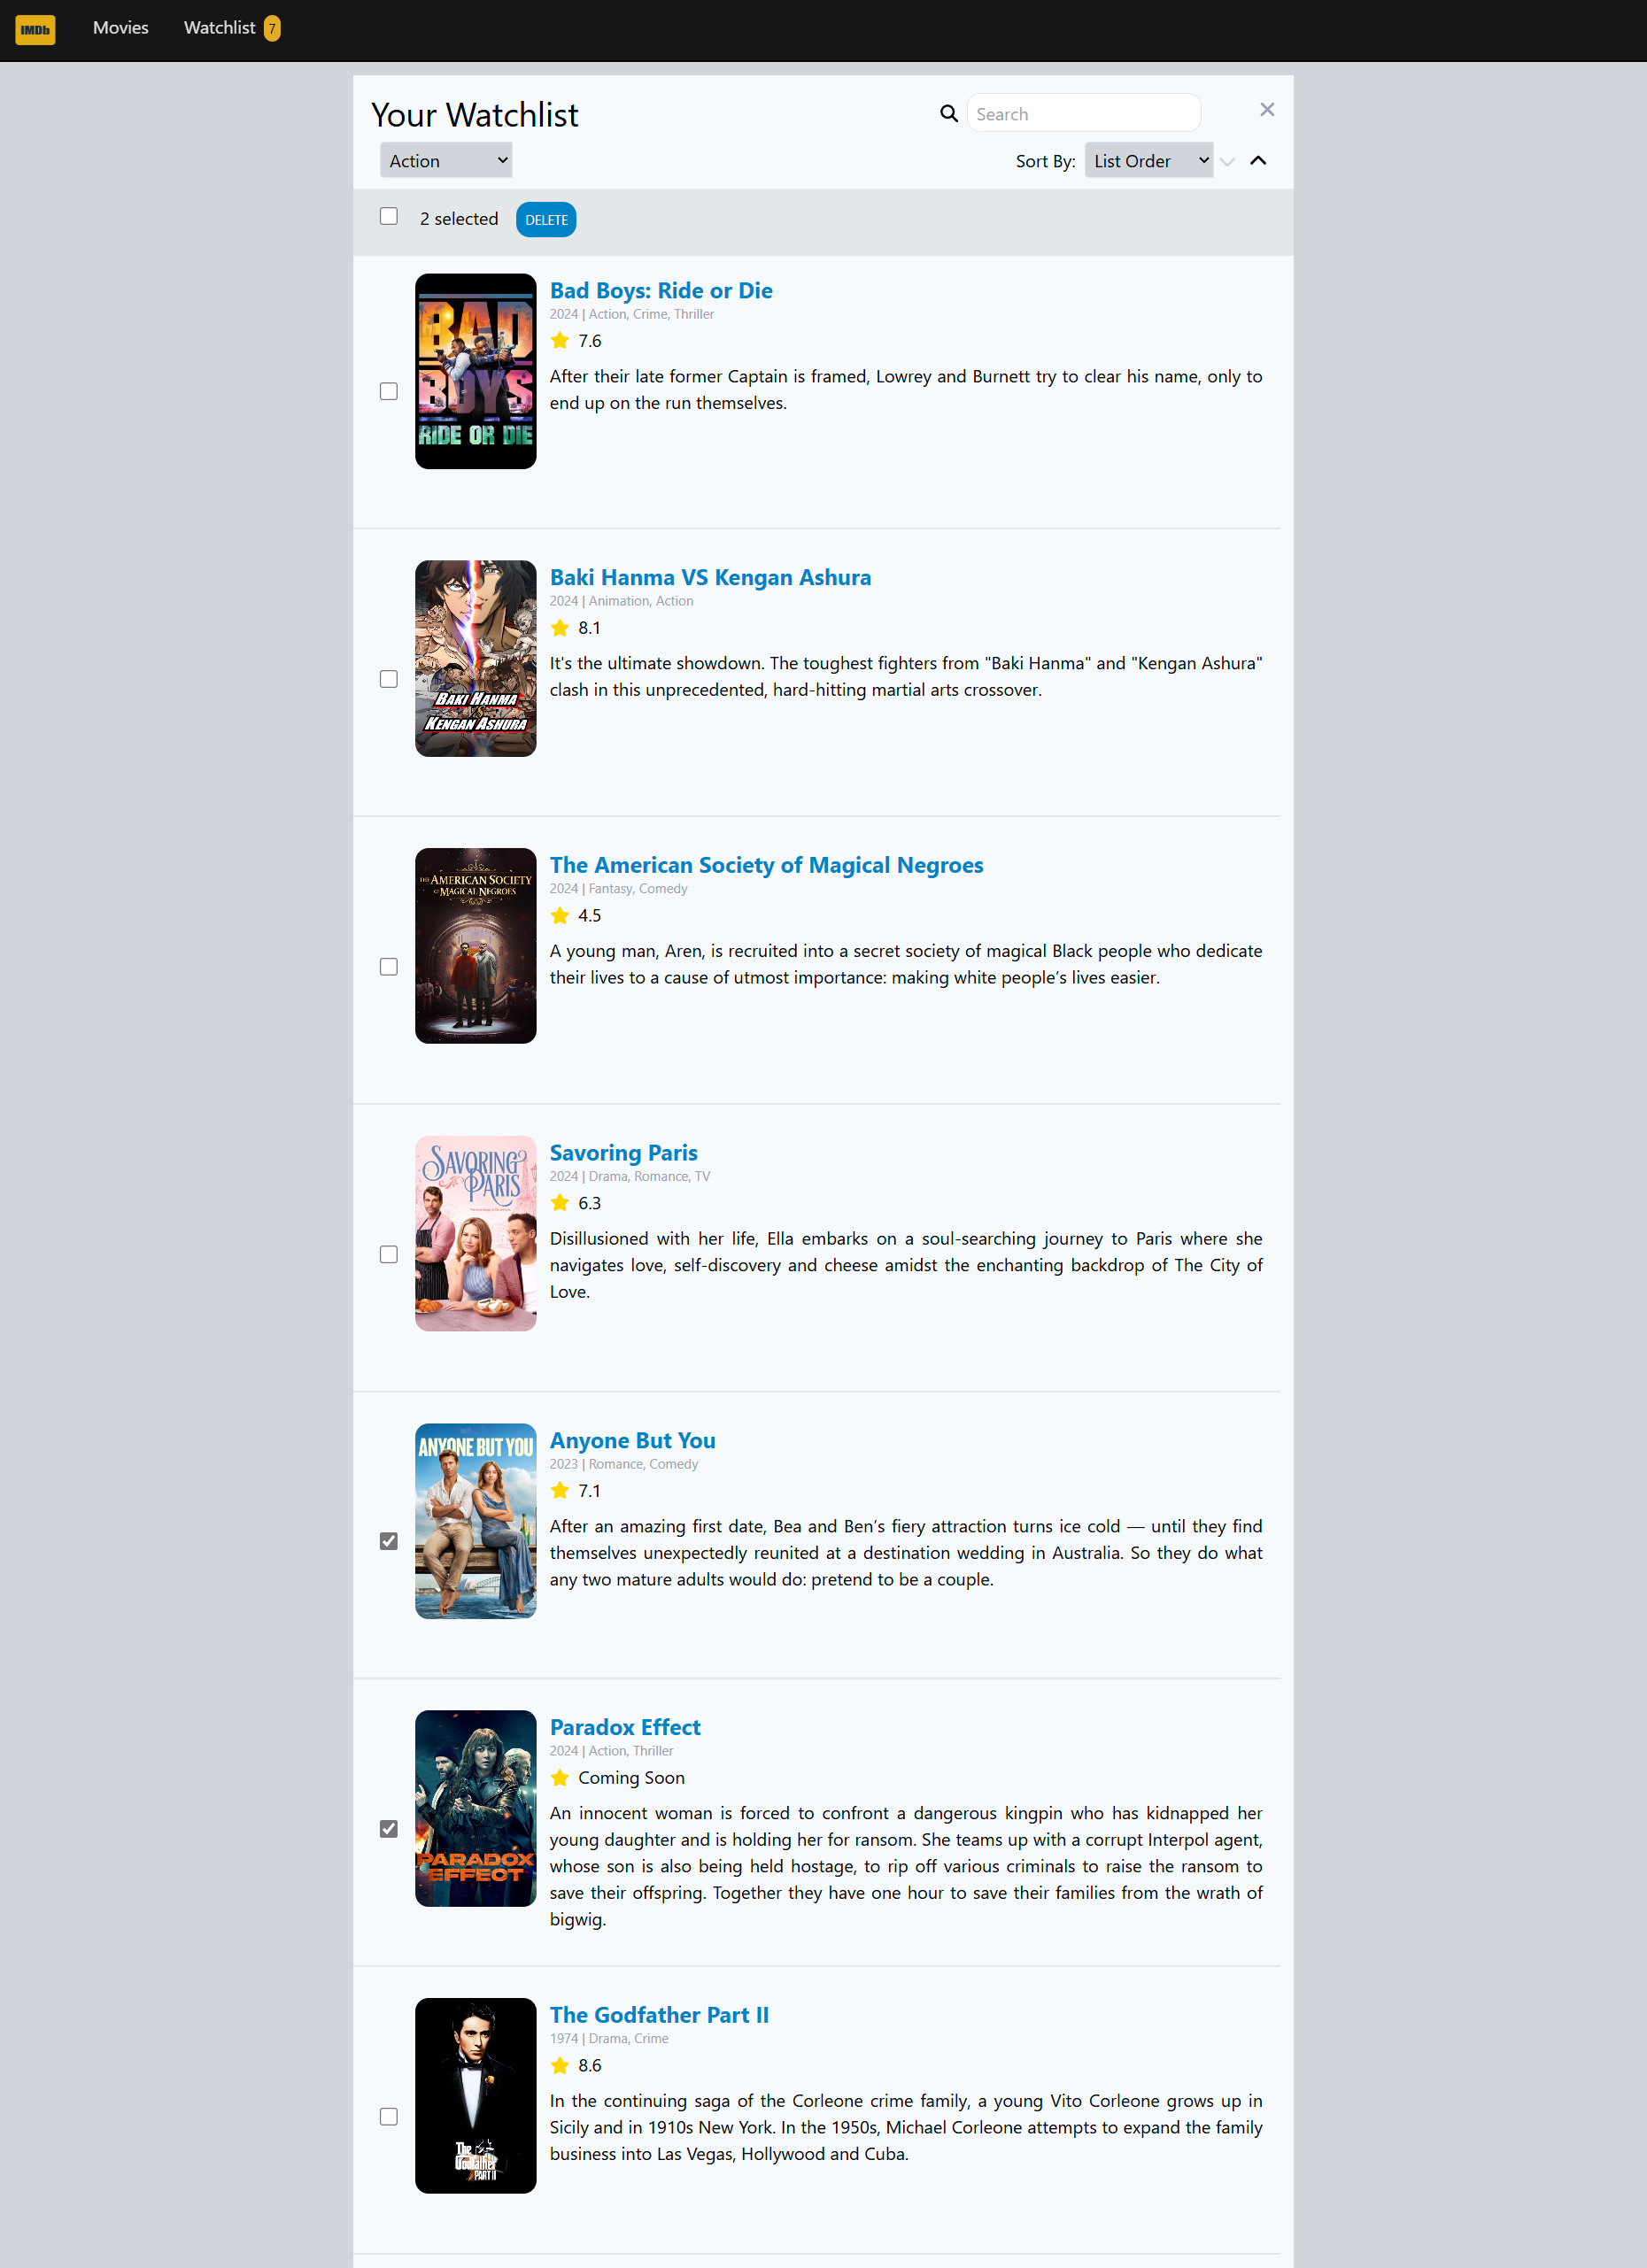 IMDb Movies Watchlist 7
Your Watchlist Search
Action Sort By: List Order
2 selected DELETE
BAD
BOYS
RIDE OR DIE
Bad Boys: Ride or Die
2024 | Action, Crime, Thriller
7.6
After their late former Captain is framed, Lowrey and Burnett try to clear his name, only to
end up on the run themselves.
BAKI HANMA
VS
KENGAN ASHURA
Baki Hanma VS Kengan Ashura
2024 | Animation, Action
8.1
It's the ultimate showdown. The toughest fighters from "Baki Hanma" and "Kengan Ashura"
clash in this unprecedented, hard-hitting martial arts crossover.
THE AMERICAN SOCIETY
OF MAGICAL NEGROES
The American Society of Magical Negroes
2024 | Fantasy, Comedy
4.5
A young man, Aren, is recruited into a secret society of magical Black people who dedicate
their lives to a cause of utmost importance: making white people’s lives easier.
SAVORING
PARIS
Savoring Paris
2024 | Drama, Romance, TV
6.3
Disillusioned with her life, Ella embarks on a soul-searching journey to Paris where she
navigates love, self-discovery and cheese amidst the enchanting backdrop of The City of
Love.
ANYONE BUT YOU
Anyone But You
2023 | Romance, Comedy
7.1
After an amazing first date, Bea and Ben’s fiery attraction turns ice cold — until they find
themselves unexpectedly reunited at a destination wedding in Australia. So they do what
any two mature adults would do: pretend to be a couple.
PARADOX
EFFECT
Paradox Effect
2024 | Action, Thriller
Coming Soon
An innocent woman is forced to confront a dangerous kingpin who has kidnapped her
young daughter and is holding her for ransom. She teams up with a corrupt Interpol agent,
whose son is also being held hostage, to rip off various criminals to raise the ransom to
save their offspring. Together they have one hour to save their families from the wrath of
bigwig.
The
Godfather
PART II
The Godfather Part II
1974 | Drama, Crime
8.6
In the continuing saga of the Corleone crime family, a young Vito Corleone grows up in
Sicily and in 1910s New York. In the 1950s, Michael Corleone attempts to expand the family
business into Las Vegas, Hollywood and Cuba.